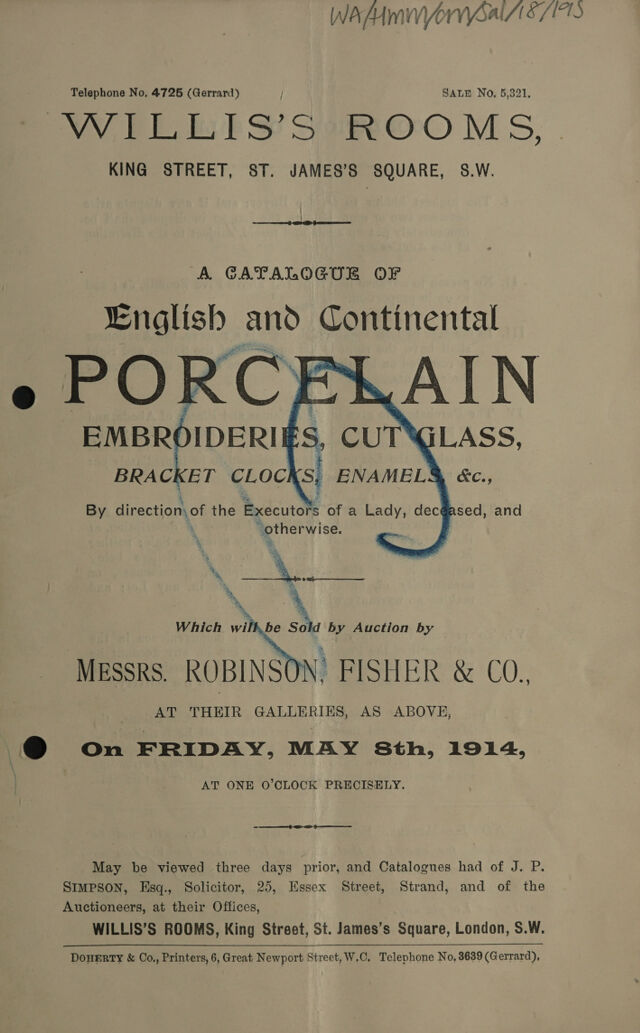 WA/HMM/Om/Sal/18/195
Telephone No. 4725 (Gerrard)
SALE No. 5,321.
WILLIS'S ROOMS,
KING STREET, ST. JAMES'S SQUARE, S.W.
A CATALOGUE OF
English and Continental
PORCELAIN
EMBROIDERIES, CUT GLASS,
BRACKET CLOCKS, ENAMELS, &c.,
By direction of the Executors of a Lady, deceased, and
otherwise.
Which will be Sold by Auction by
MESSRS. ROBINSON, FISHER & CO.,
AT THEIR GALLERIES, AS ABOVE,
On FRIDAY, MAY 8th, 1914,
AT ONE O'CLOCK PRECISELY.
May be viewed three days prior, and Catalogues had of J. P.
SIMPSON, Esq., Solicitor, 25, Essex Street, Strand, and of the
Auctioneers, at their Offices,
WILLIS'S ROOMS, King Street, St. James's Square, London, S.W.
DOHERTY & Co., Printers, 6, Great Newport Street, W.C. Telephone No. 3639 (Gerrard).